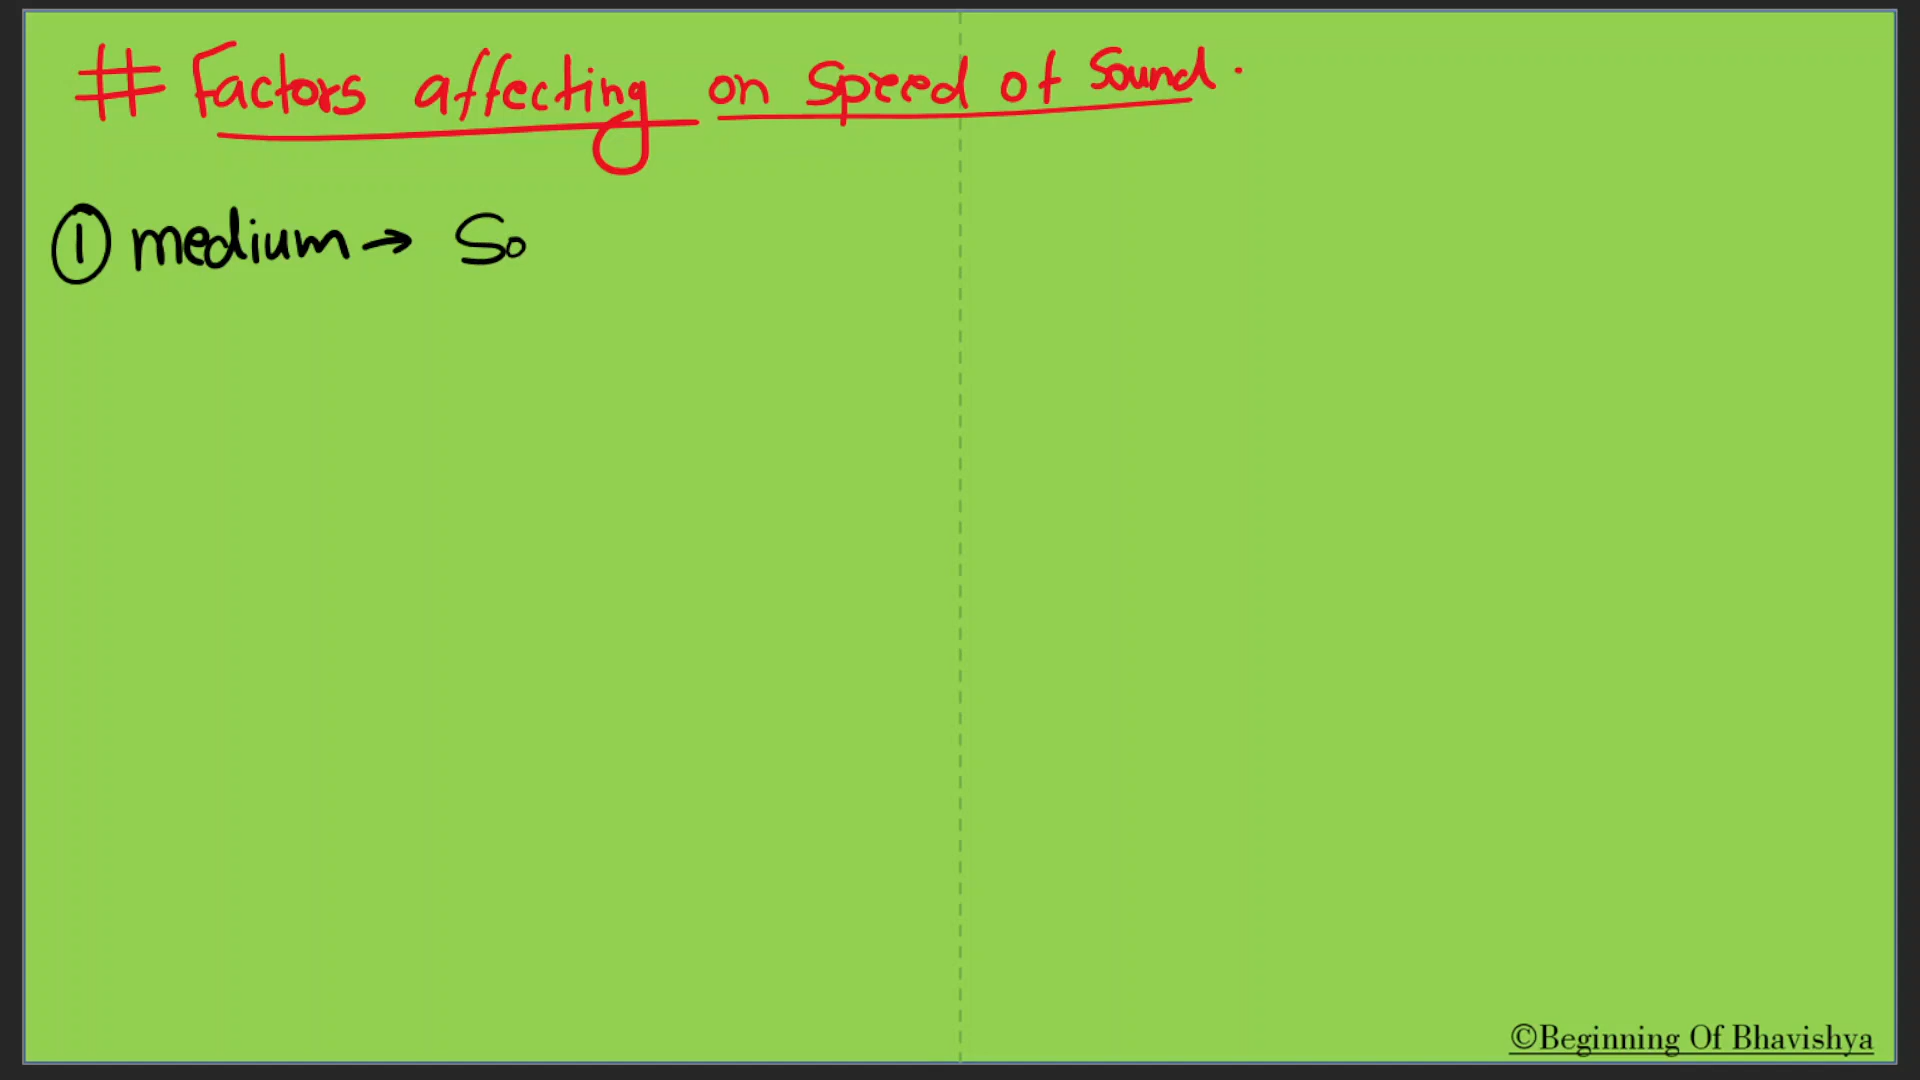 # Factors affecting on Speed of Sound.
① medium → So
©Beginning Of Bhavishya